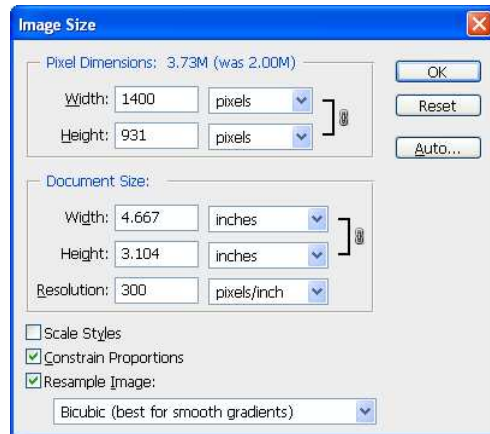 Image Size
Pixel Dimensions: 3.73M (was 2.00M)
Width: 1400 pixels
Height: 931 pixels
OK
Reset
Auto...
Document Size:
Width: 4.667 inches
Height: 3.104 inches
Resolution: 300 pixels/inch
Scale Styles
Constrain Proportions
Resample Image:
Bicubic (best for smooth gradients)